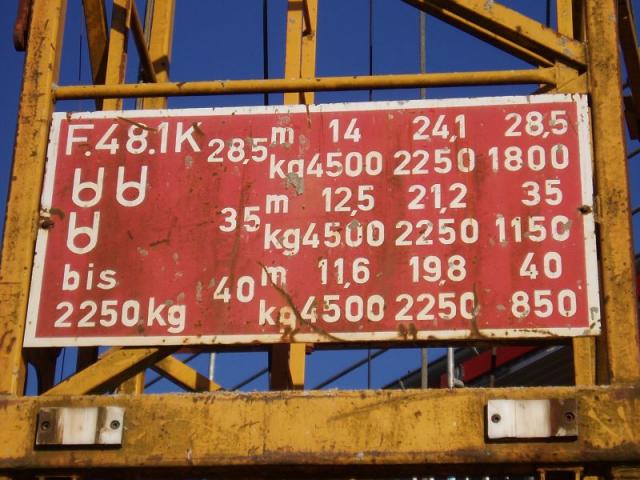 F.48.1K 28,5 m 14 24,1 28,5
kg 4500 2250 1800
35 m 12,5 21,2 35
kg 4500 2250 1150
bis 40 m 11,6 19,8 40
2250 kg kg 4500 2250 850